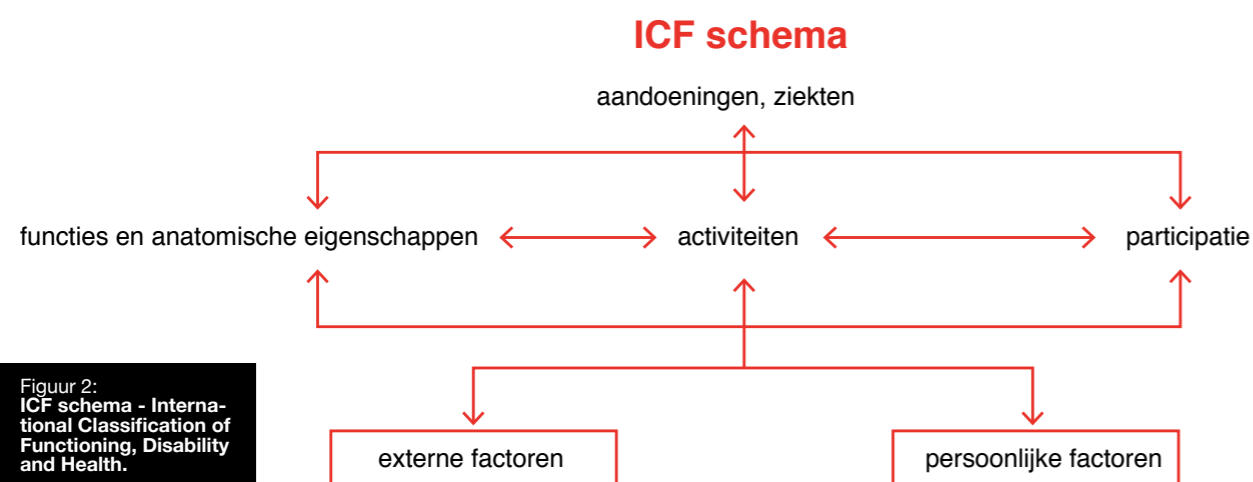 ICF schema
aandoeningen, ziekten
functies en anatomische eigenschappen
activiteiten
participatie
Figuur 2:
ICF schema - Interna-
tional Classification of
Functioning, Disability
and Health.
externe factoren
persoonlijke factoren